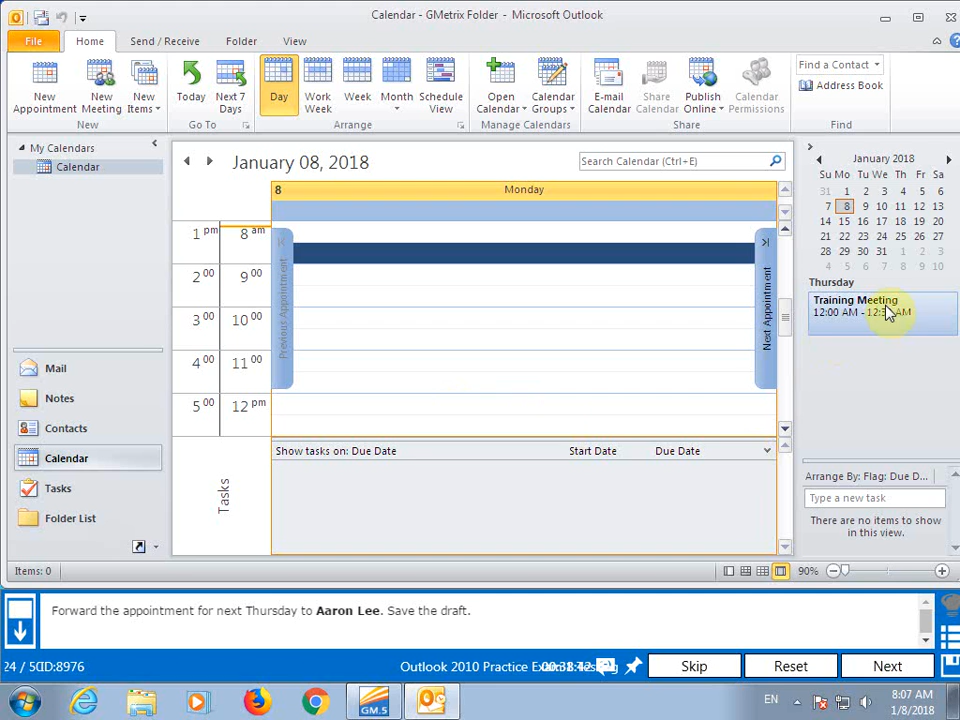 Calendar - GMetrix Folder - Microsoft Outlook
File Home Send / Receive Folder View
New Appointment New Meeting New Items Today Next 7 Days Day Work Week Week Month Schedule View Open Calendar Calendar Groups E-mail Calendar Share Calendar Publish Online Calendar Permissions Find a Contact Address Book
New Go To Arrange Manage Calendars Share Find
My Calendars
Calendar
January 08, 2018
Search Calendar (Ctrl+E)
8 Monday
1 pm 8 am
2 00 9 00
3 00 10 00
4 00 11 00
5 00 12 pm
Previous Appointment
Next Appointment
Tasks
Show tasks on: Due Date Start Date Due Date
January 2018
Su Mo Tu We Th Fr Sa
31 1 2 3 4 5 6
7 8 9 10 11 12 13
14 15 16 17 18 19 20
21 22 23 24 25 26 27
28 29 30 31 1 2 3
4 5 6 7 8 9 10
Thursday
Training Meeting
12:00 AM - AM
Arrange By: Flag: Due D...
Type a new task
There are no items to show in this view.
Mail
Notes
Contacts
Calendar
Tasks
Folder List
Items: 0
90%
Forward the appointment for next Thursday to Aaron Lee. Save the draft.
24 / 50 ID:8976
Outlook 2010 Practice
Skip Reset Next
GM.5
EN
8:07 AM
1/8/2018